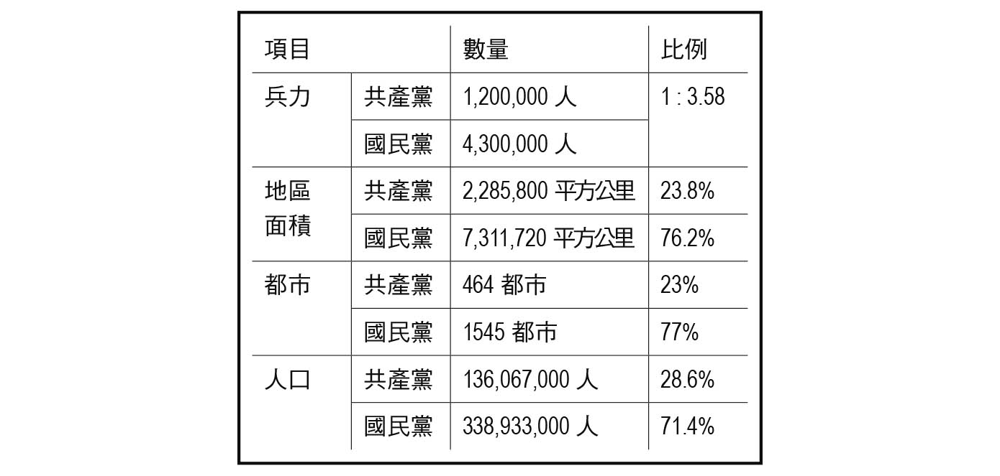 項目 數量 比例
兵力 共產黨 1,200,000 人 1 : 3.58
國民黨 4,300,000 人
地區面積 共產黨 2,285,800 平方公里 23.8%
國民黨 7,311,720 平方公里 76.2%
都市 共產黨 464 都市 23%
國民黨 1545 都市 77%
人口 共產黨 136,067,000 人 28.6%
國民黨 338,933,000 人 71.4%